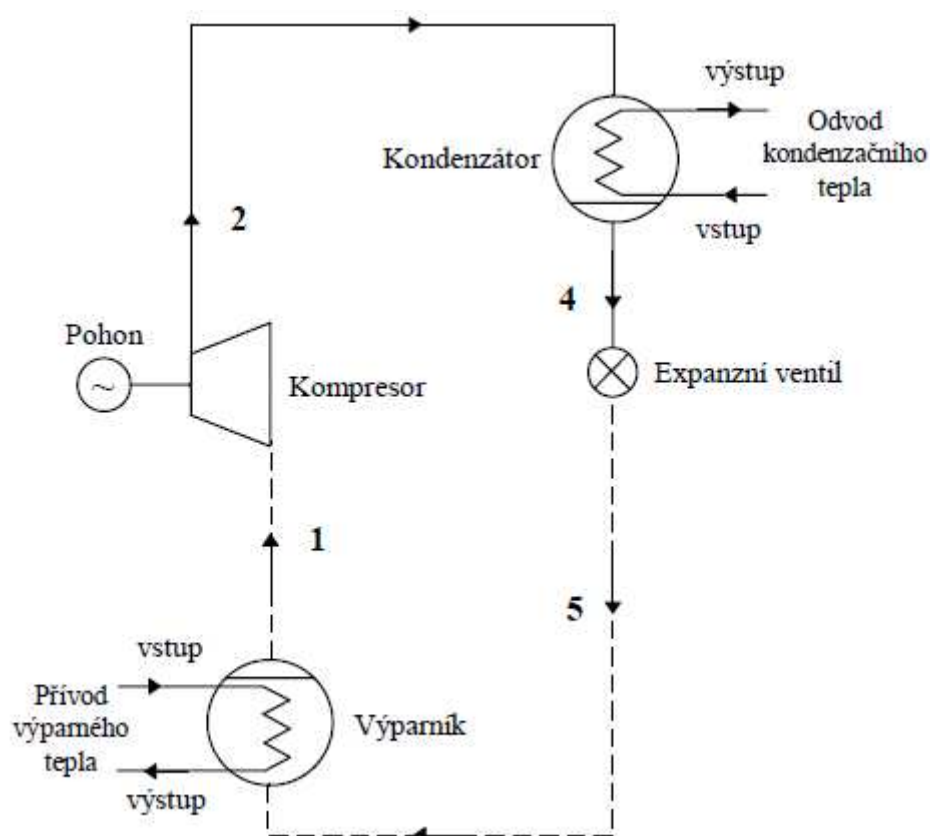 výstup
Odvod
kondenzačního
tepla
Kondenzátor
vstup
2
4
Pohon
~
Kompresor
Expanzní ventil
1
5
vstup
Přívod
výparného
tepla
Výparník
výstup